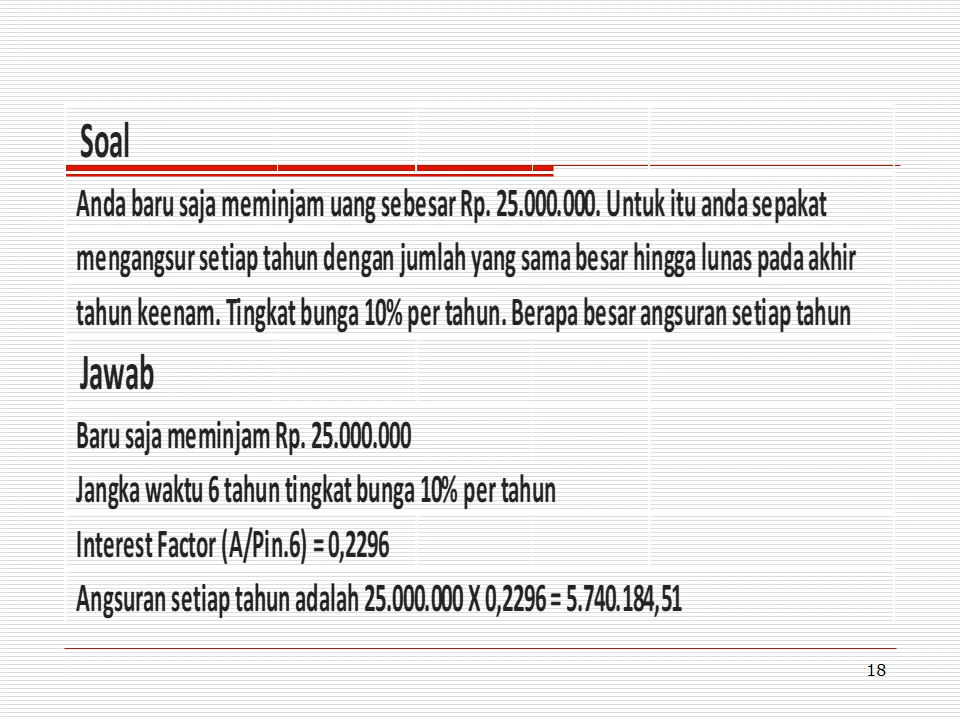 Soal
Anda baru saja meminjam uang sebesar Rp. 25.000.000. Untuk itu anda sepakat
mengangsur setiap tahun dengan jumlah yang sama besar hingga lunas pada akhir
tahun keenam. Tingkat bunga 10% per tahun. Berapa besar angsuran setiap tahun
Jawab
Baru saja meminjam Rp. 25.000.000
Jangka waktu 6 tahun tingkat bunga 10% per tahun
Interest Factor (A/Pin.6) = 0,2296
Angsuran setiap tahun adalah 25.000.000 X 0,2296 = 5.740.184,51
18